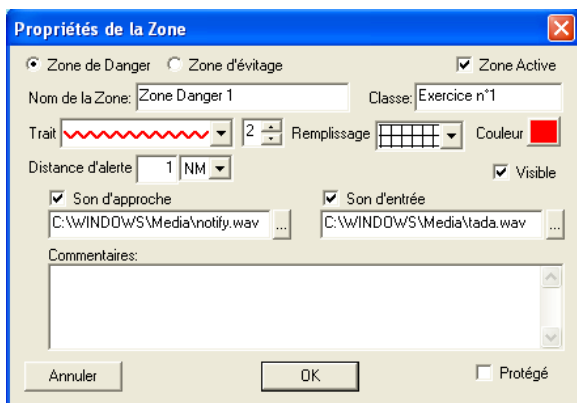 Propriétés de la Zone
Zone de Danger Zone d'évitage Zone Active
Nom de la Zone: Zone Danger 1 Classe: Exercice n°1
Trait 2 Remplissage Couleur
Distance d'alerte 1 NM Visible
Son d'approche Son d'entrée
C:\WINDOWS\Media\notify.wav ... C:\WINDOWS\Media\tada.wav ...
Commentaires:
Annuler OK Protégé